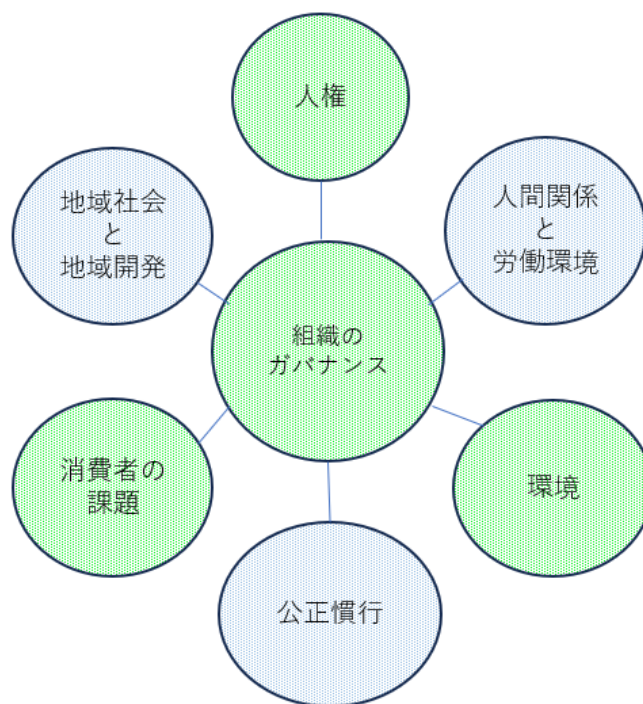 人権
地域社会
と
地域開発
人間関係
と
労働環境
組織の
ガバナンス
消費者の
課題
環境
公正慣行